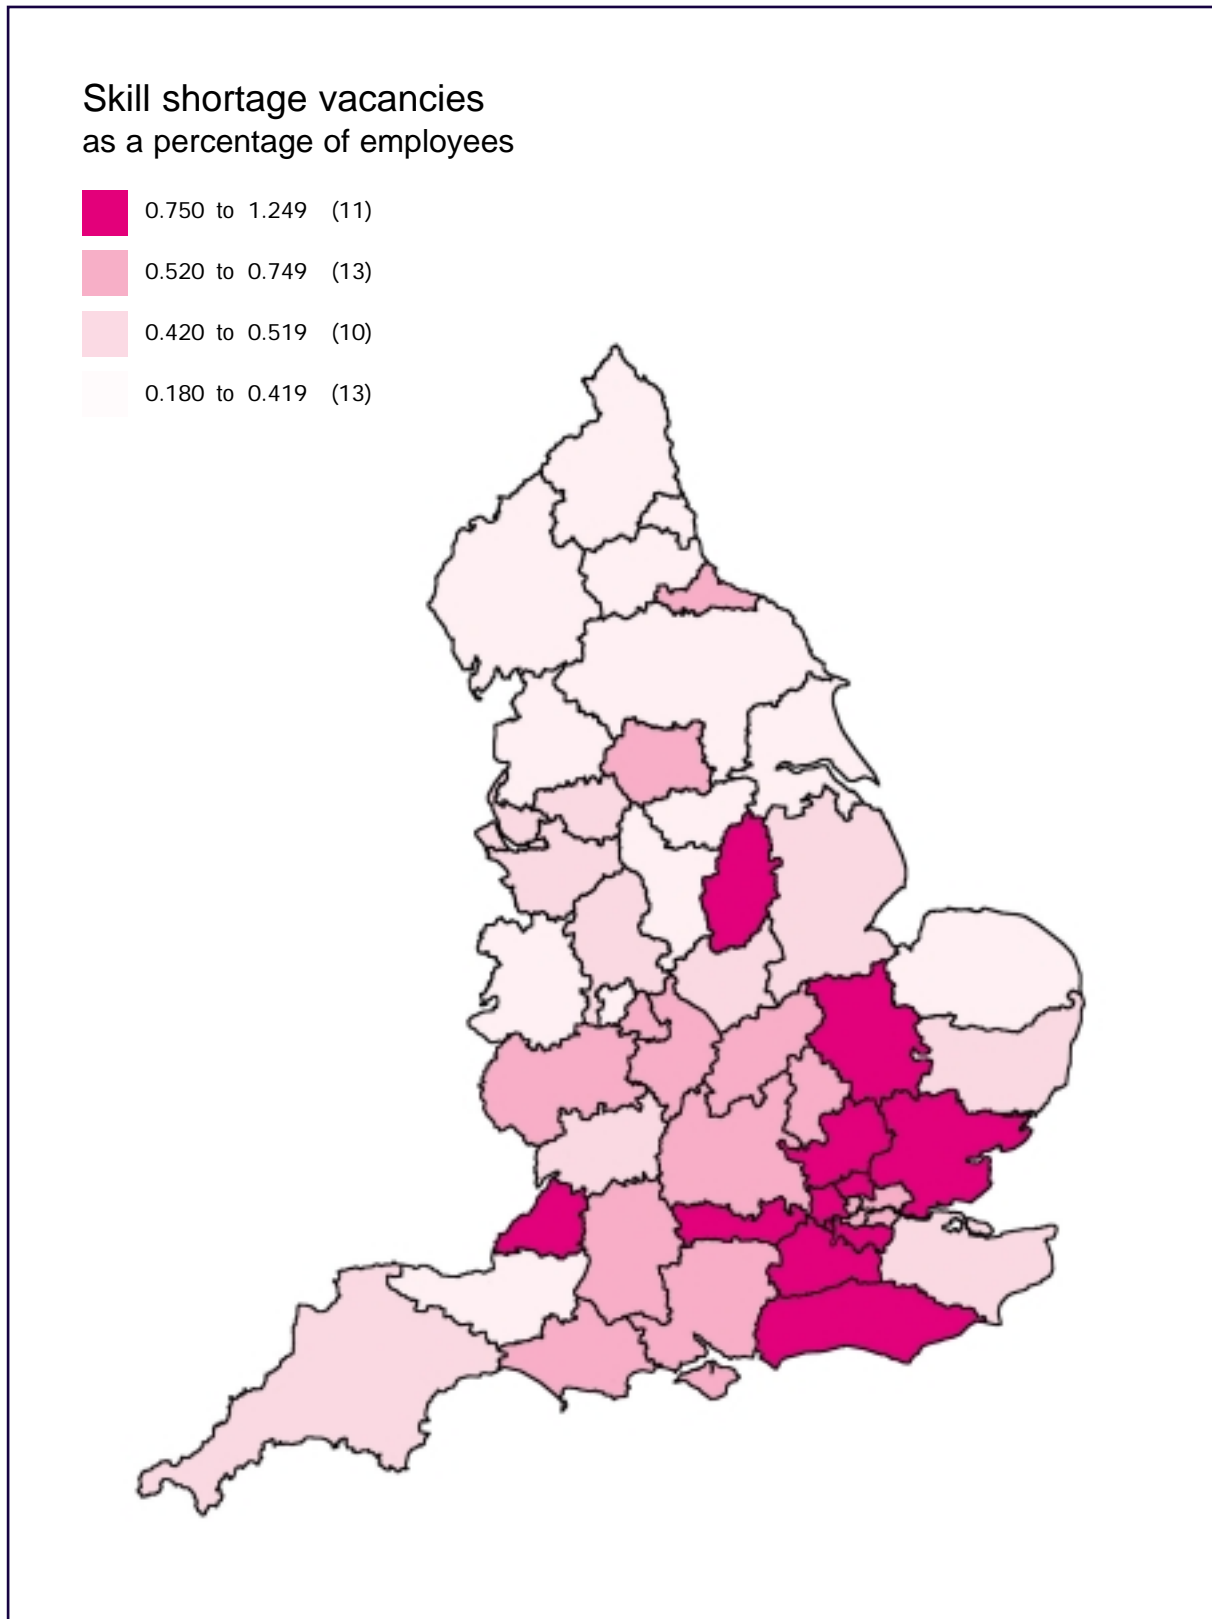 Skill shortage vacancies
as a percentage of employees
0.750 to 1.249 (11)
0.520 to 0.749 (13)
0.420 to 0.519 (10)
0.180 to 0.419 (13)